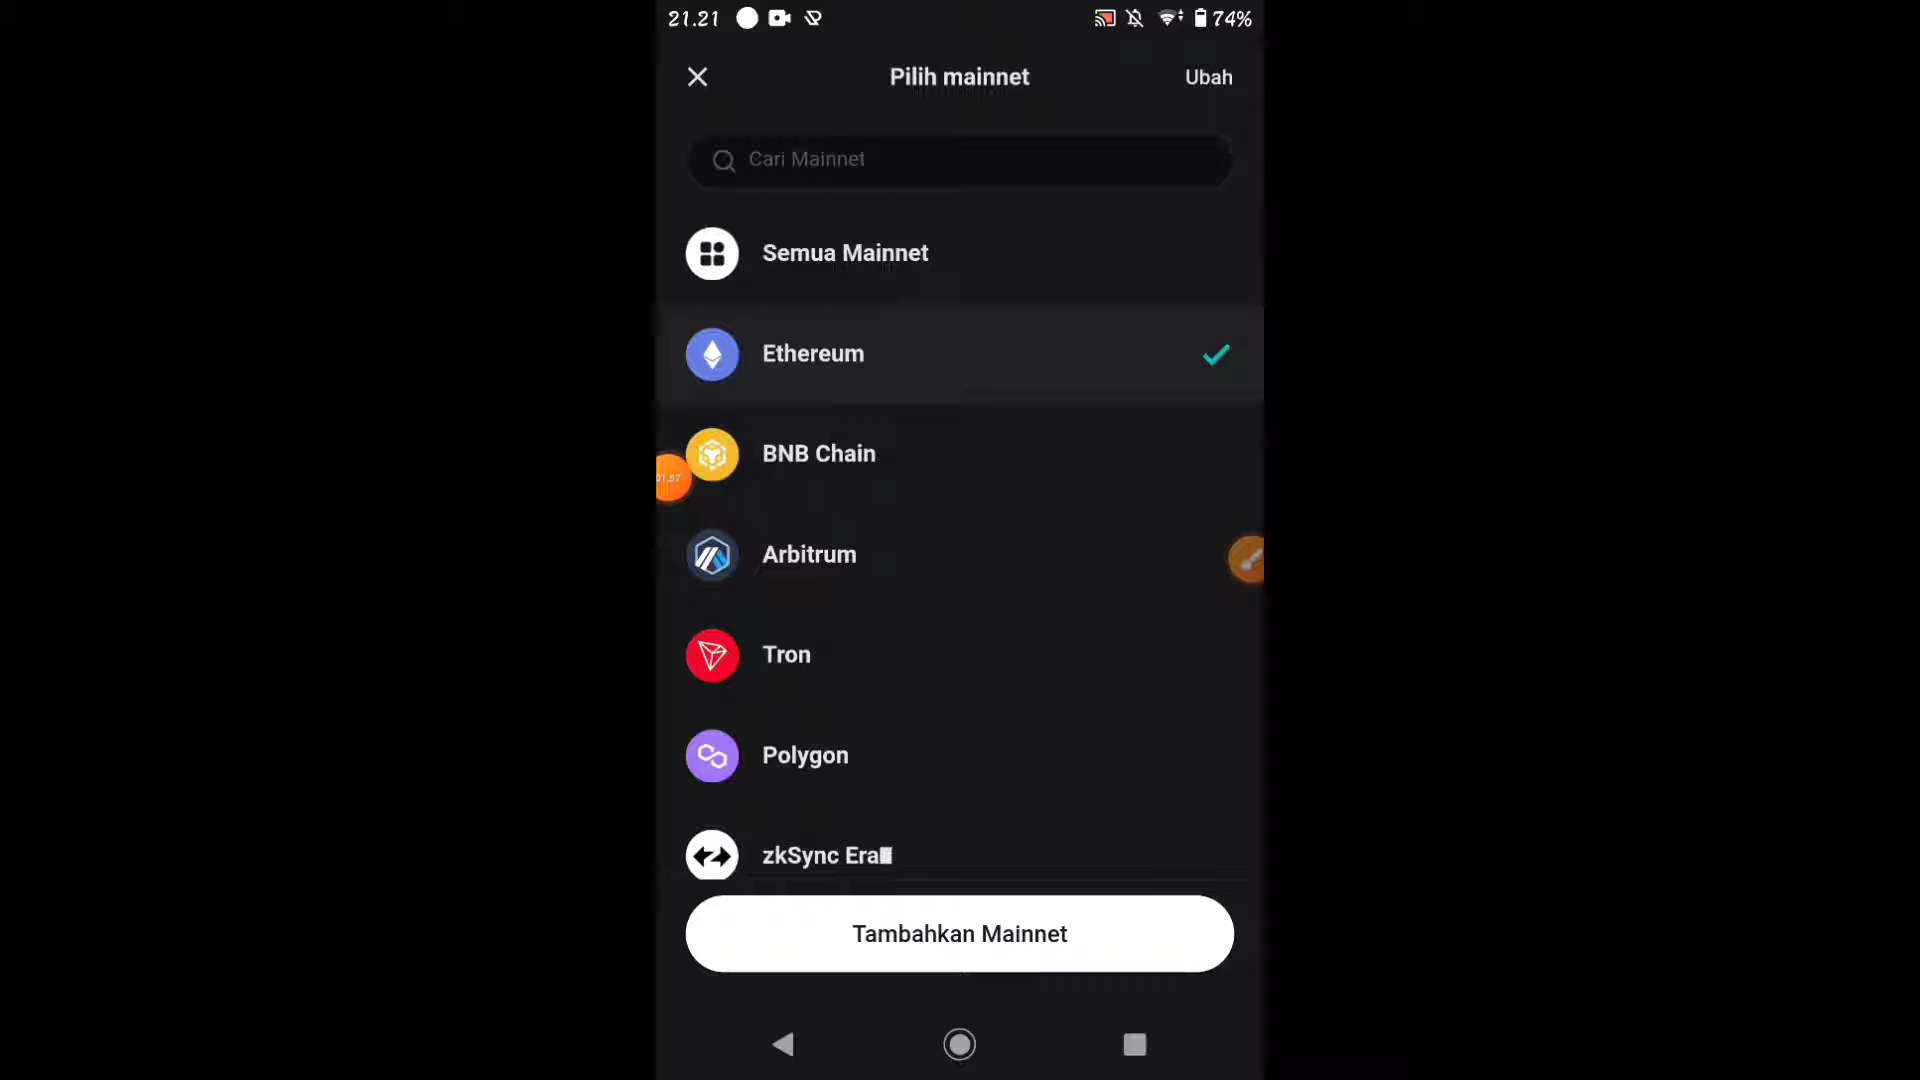 21.21
74%
Pilih mainnet
Ubah
Cari Mainnet
Semua Mainnet
Ethereum
BNB Chain
Arbitrum
Tron
Polygon
zkSync Era
Tambahkan Mainnet